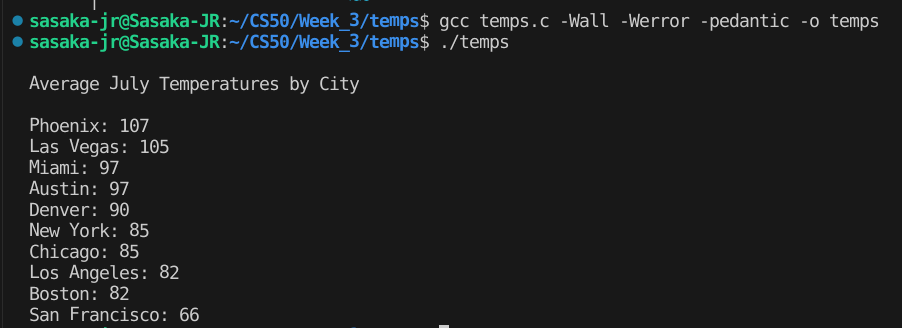 sasaka-jr@Sasaka-JR:~/CS50/Week_3/temps$ gcc temps.c -Wall -Werror -pedantic -o temps
sasaka-jr@Sasaka-JR:~/CS50/Week_3/temps$ ./temps
Average July Temperatures by City
Phoenix: 107
Las Vegas: 105
Miami: 97
Austin: 97
Denver: 90
New York: 85
Chicago: 85
Los Angeles: 82
Boston: 82
San Francisco: 66